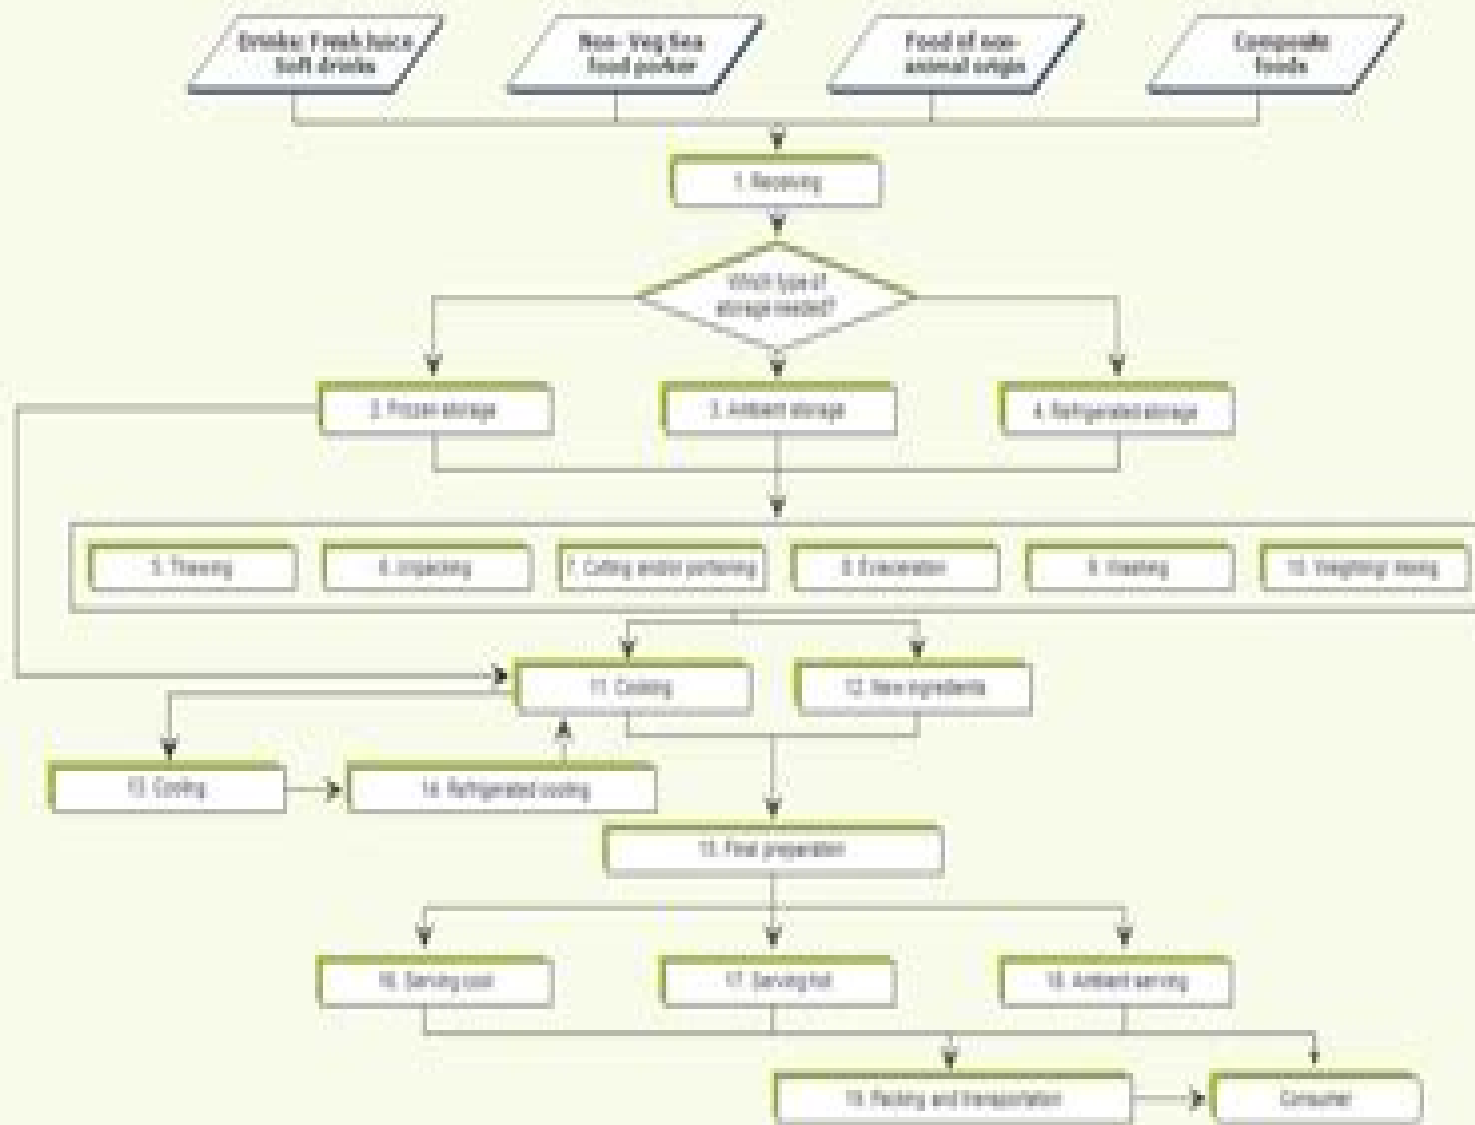 Drinks: Fresh Juice
Soft drinks
Non- Veg Sea
food porker
Food of non-
animal origin
Composite
foods
1. Receiving
Which type of
storage needed?
2. Frozen storage
3. Ambient storage
4. Refrigerated storage
5. Thawing
6. Unpacking
7. Cutting and/or portioning
8. Evisceration
9. Washing
10. Weighting/ Mixing
11. Cooking
12. New ingredients
13. Cooling
14. Refrigerated cooling
15. Final preparation
16. Serving cool
17. Serving hot
18. Ambient serving
19. Packing and transportation
Consumer